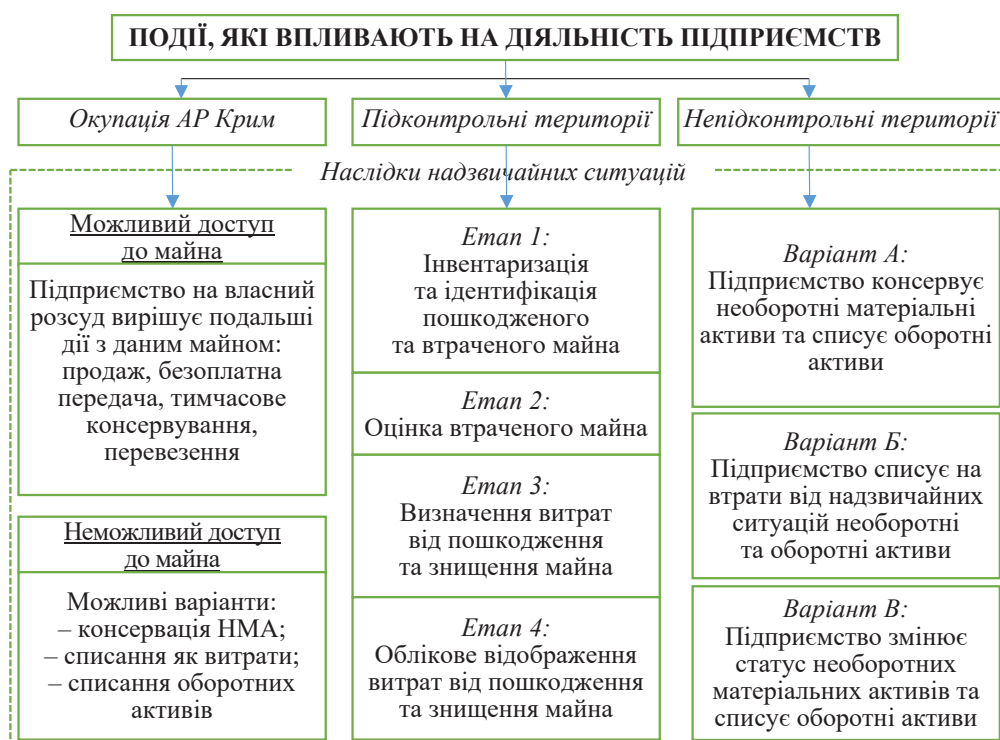 ПОДІЇ, ЯКІ ВПЛИВАЮТЬ НА ДІЯЛЬНІСТЬ ПІДПРИЄМСТВ
Окупація АР Крим
Підконтрольні території
Непідконтрольні території
Наслідки надзвичайних ситуацій
Можливий доступ
до майна
Підприємство на власний
розсуд вирішує подальші
дії з даним майном:
продаж, безоплатна
передача, тимчасове
консервування,
перевезення
Неможливий доступ
до майна
Можливі варіанти:
– консервація НМА;
– списання як витрати;
– списання оборотних
активів
Етап 1:
Інвентаризація
та ідентифікація
пошкодженого
та втраченого майна
Етап 2:
Оцінка втраченого майна
Етап 3:
Визначення витрат
від пошкодження
та знищення майна
Етап 4:
Облікове відображення
витрат від пошкодження
та знищення майна
Варіант А:
Підприємство консервує
необоротні матеріальні
активи та списує оборотні
активи
Варіант Б:
Підприємство списує на
втрати від надзвичайних
ситуацій необоротні
та оборотні активи
Варіант В:
Підприємство змінює
статус необоротних
матеріальних активів та
списує оборотні активи